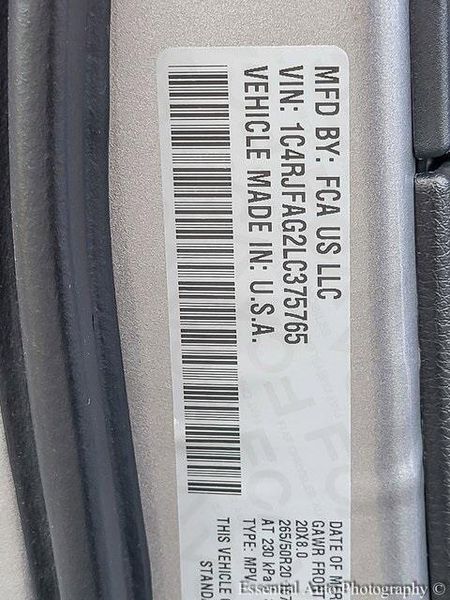 MFD BY: FCA US LLC
VIN: 1C4RJFAG2LC375765
VEHICLE MADE IN: U.S.A.
DATE OF
GAWR FRONT
20X8.0
265/50R20
AT 230 kPa
TYPE: MPV
THIS VEHICLE
Essential Auto Photography ©